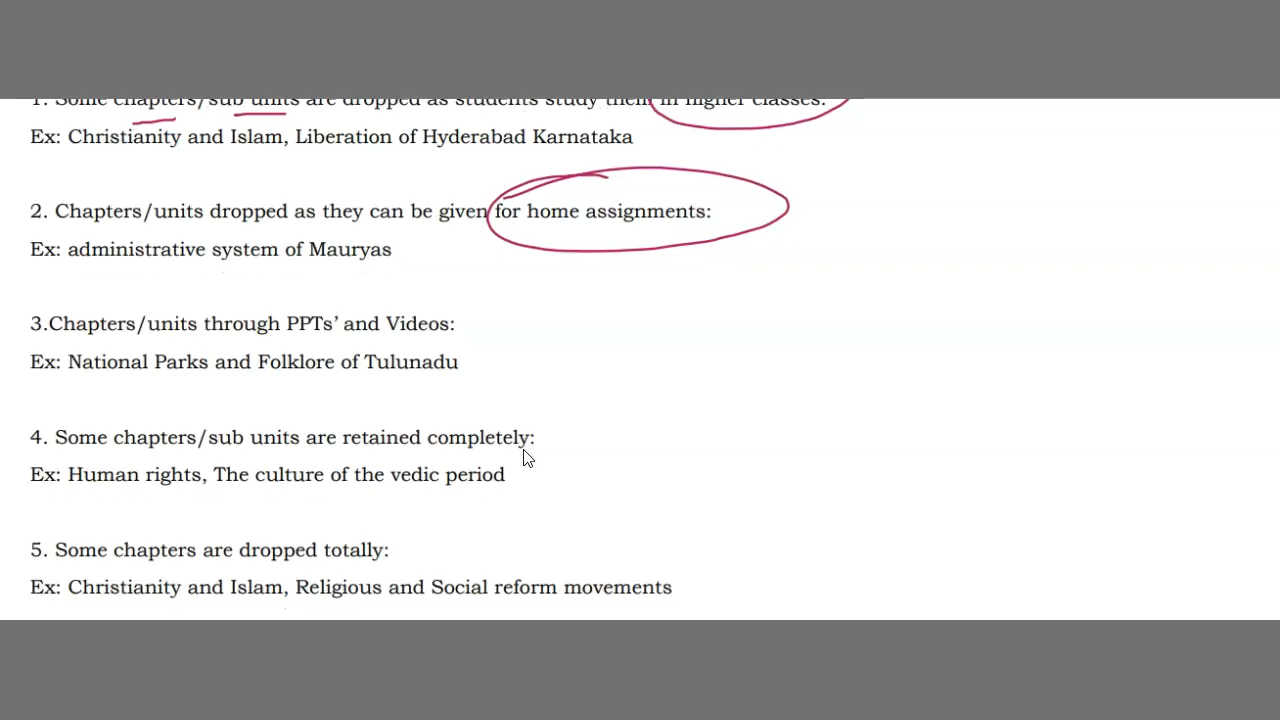 1. Some chapters/sub units are dropped as students study them in higher classes:
Ex: Christianity and Islam, Liberation of Hyderabad Karnataka
2. Chapters/units dropped as they can be given for home assignments:
Ex: administrative system of Mauryas
3.Chapters/units through PPTs’ and Videos:
Ex: National Parks and Folklore of Tulunadu
4. Some chapters/sub units are retained completely:
Ex: Human rights, The culture of the vedic period
5. Some chapters are dropped totally:
Ex: Christianity and Islam, Religious and Social reform movements